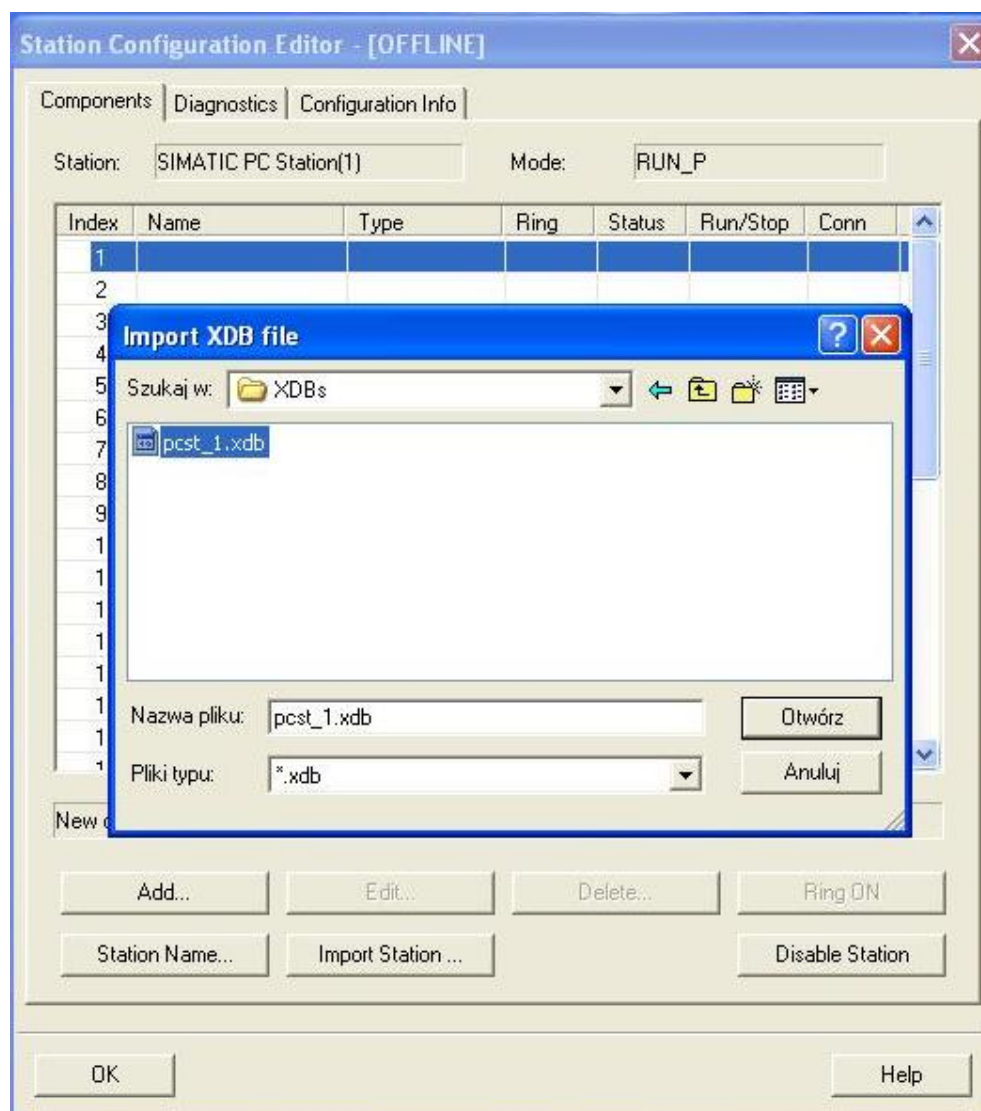 Station Configuration Editor - [OFFLINE]
Components Diagnostics Configuration Info
Station: SIMATIC PC Station(1) Mode: RUN_P
Index Name Type Ring Status Run/Stop Conn
1
2
3
Import XDB file
4
5
Szukaj w: XDBs
6
7
pcst_1.xdb
8
9
1
1
1
1
1
1
Nazwa pliku: pcst_1.xdb Otwórz
1
1
Pliki typu: *.xdb Anuluj
New
Add... Edit... Delete... Ring ON
Station Name... Import Station ... Disable Station
OK Help